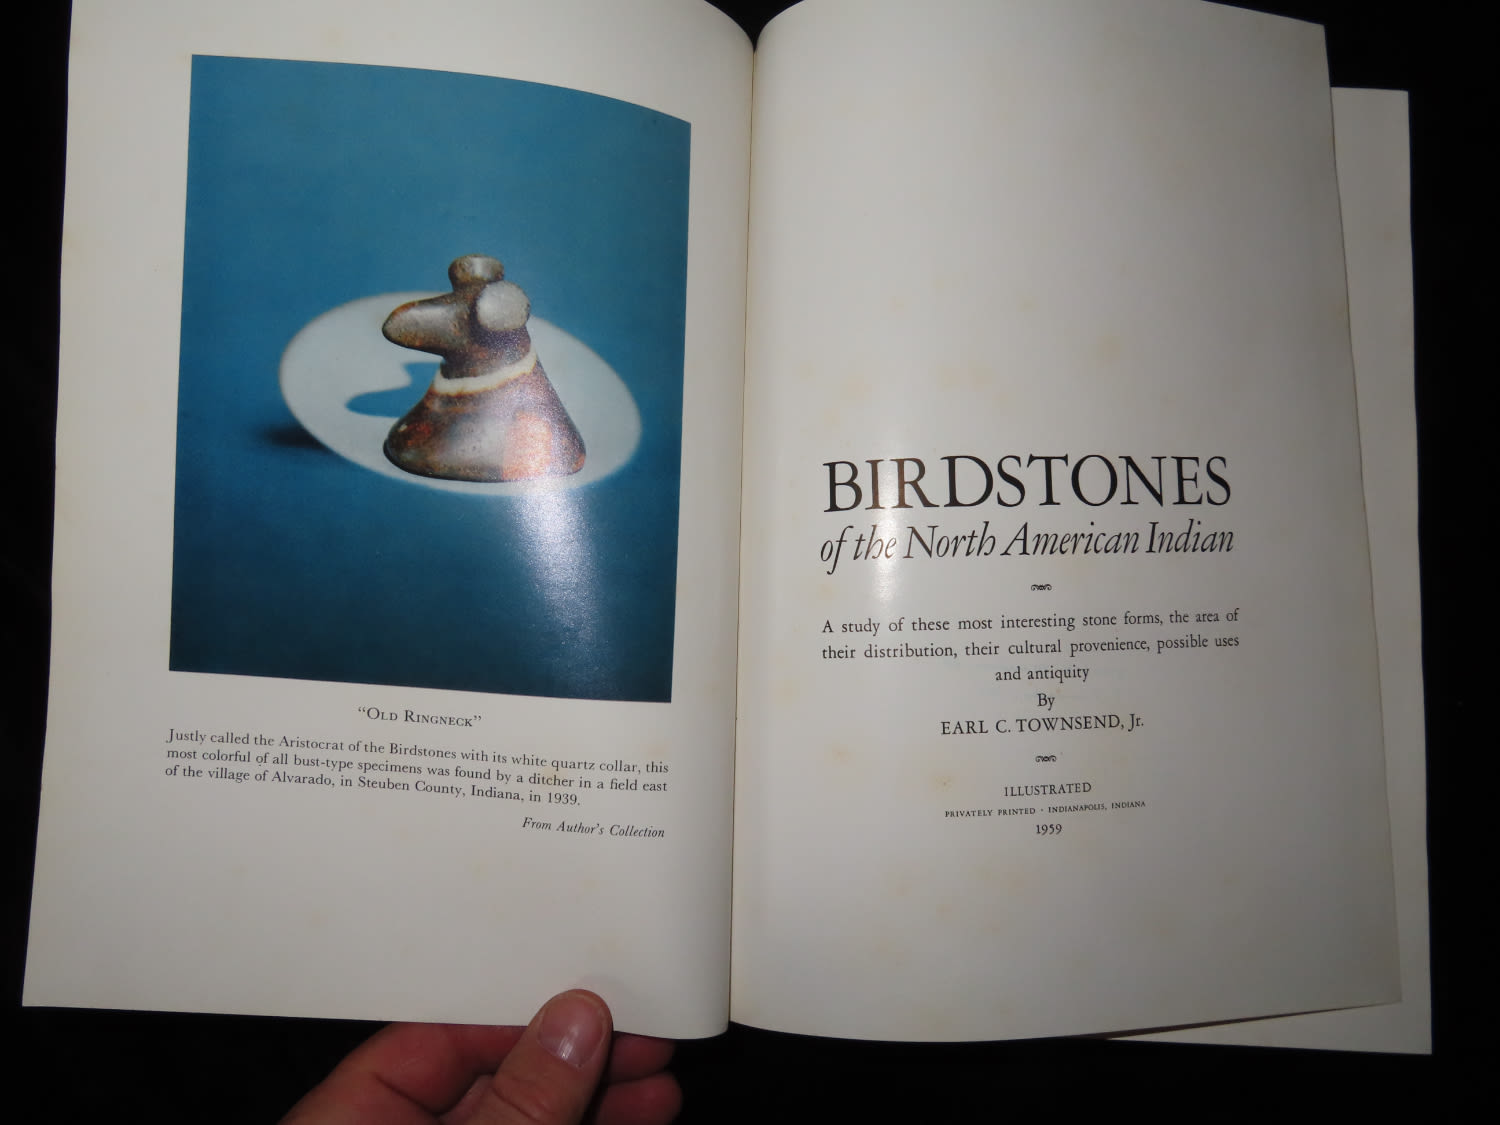 "Old Ringneck"
Justly called the Aristocrat of the Birdstones with its white quartz collar, this
most colorful of all bust-type specimens was found by a ditcher in a field east
of the village of Alvarado, in Steuben County, Indiana, in 1939.
From Author's Collection
BIRDSTONES
of the North American Indian
A study of these most interesting stone forms, the area of
their distribution, their cultural provenience, possible uses
and antiquity
By
EARL C. TOWNSEND, Jr.
ILLUSTRATED
PRIVATELY PRINTED · INDIANAPOLIS, INDIANA
1959